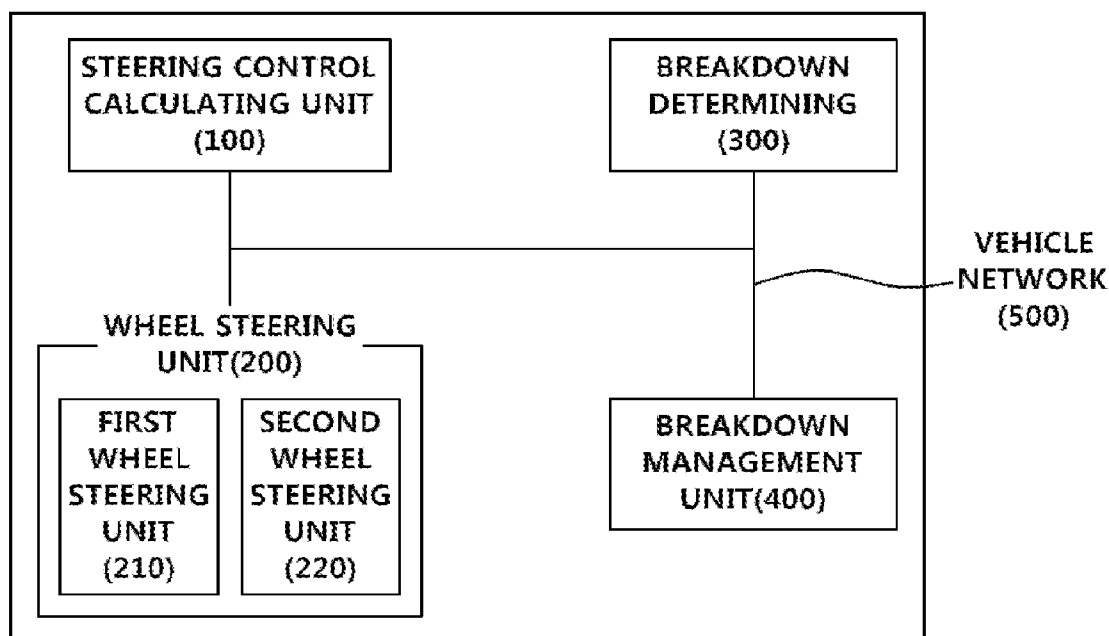 STEERING CONTROL
CALCULATING UNIT
(100)
BREAKDOWN
DETERMINING
(300)
VEHICLE
NETWORK
(500)
WHEEL STEERING
UNIT(200)
FIRST
WHEEL
STEERING
UNIT
(210)
SECOND
WHEEL
STEERING
UNIT
(220)
BREAKDOWN
MANAGEMENT
UNIT(400)